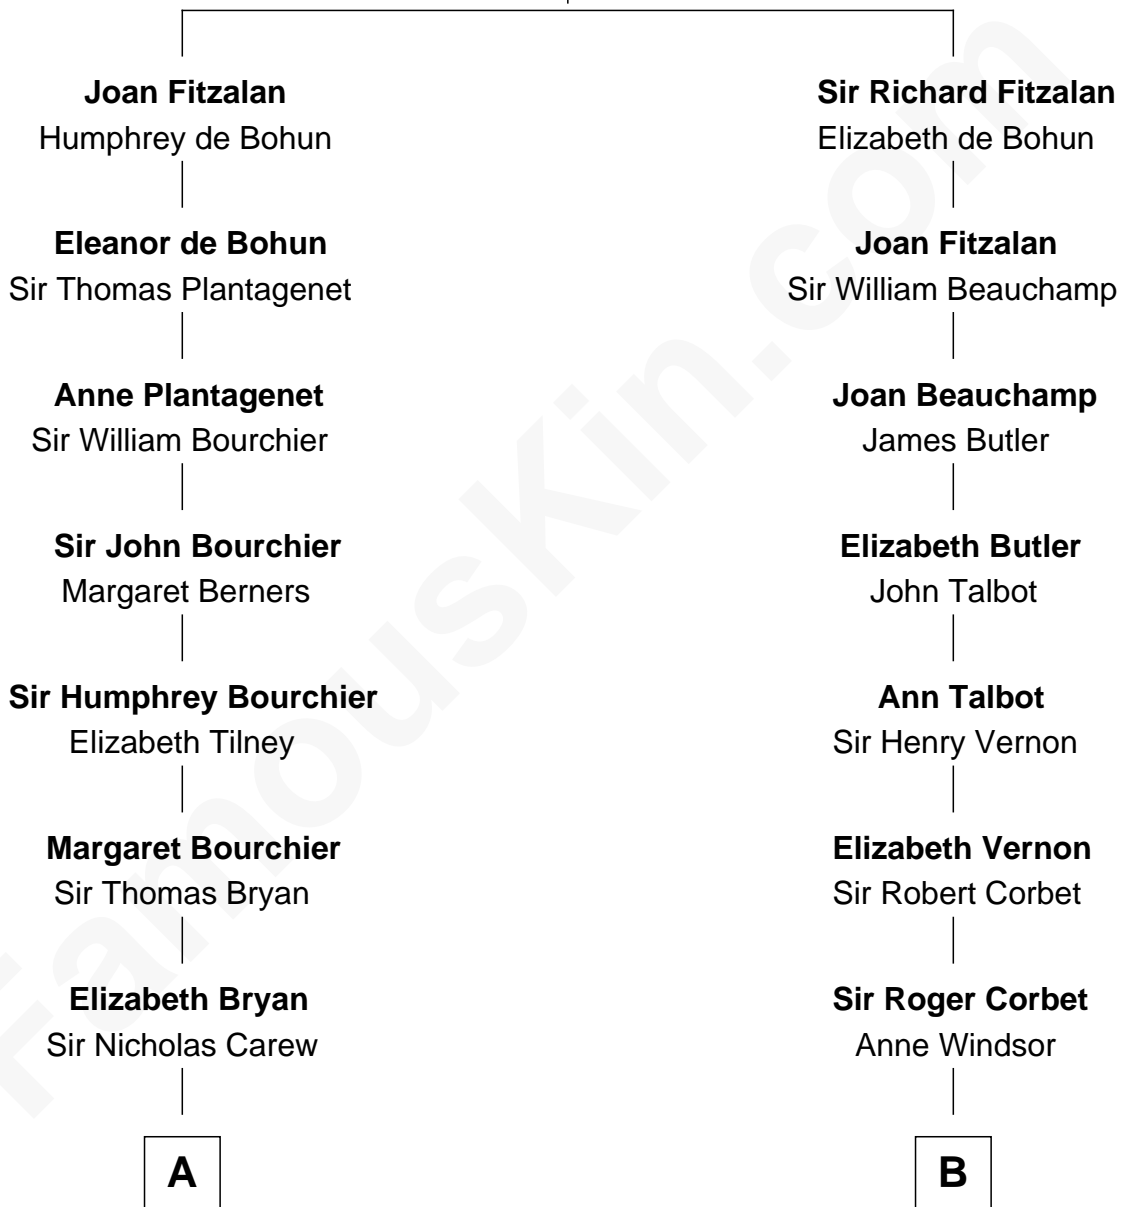 Joan Fitzalan
Humphrey de Bohun
Eleanor de Bohun
Sir Thomas Plantagenet
Anne Plantagenet
Sir William Bourchier
Sir John Bourchier
Margaret Berners
Sir Humphrey Bourchier
Elizabeth Tilney
Margaret Bourchier
Sir Thomas Bryan
Elizabeth Bryan
Sir Nicholas Carew
A
Sir Richard Fitzalan
Elizabeth de Bohun
Joan Fitzalan
Sir William Beauchamp
Joan Beauchamp
James Butler
Elizabeth Butler
John Talbot
Ann Talbot
Sir Henry Vernon
Elizabeth Vernon
Sir Robert Corbet
Sir Roger Corbet
Anne Windsor
B
FamousKin.com